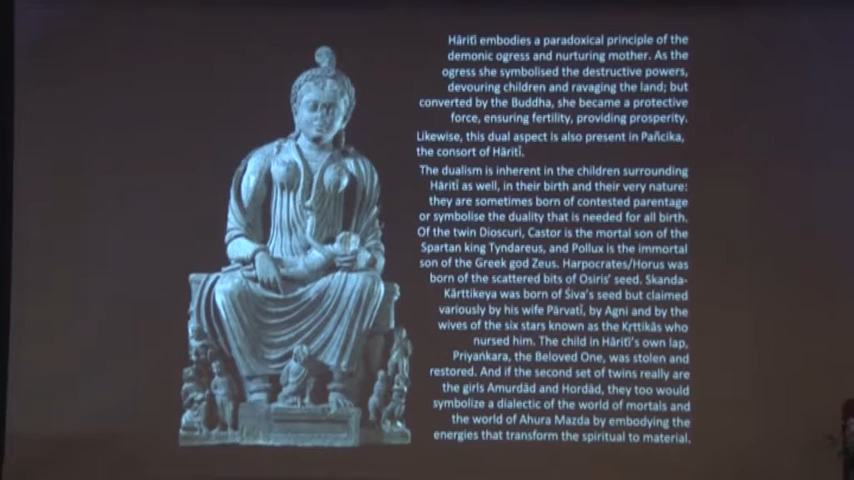 Hāritī embodies a paradoxical principle of the
demonic ogress and nurturing mother. As the
ogress she symbolised the destructive powers,
devouring children and ravaging the land; but
converted by the Buddha, she became a protective
force, ensuring fertility, providing prosperity.
Likewise, this dual aspect is also present in Pañcika,
the consort of Hāritī.
The dualism is inherent in the children surrounding
Hāritī as well, in their birth and their very nature:
they are sometimes born of contested parentage
or symbolise the duality that is needed for all birth.
Of the twin Dioscuri, Castor is the mortal son of the
Spartan king Tyndareus, and Pollux is the immortal
son of the Greek god Zeus. Harpocrates/Horus was
born of the scattered bits of Osiris' seed. Skanda-
Kārttikeya was born of Śiva's seed but claimed
variously by his wife Pārvatī, by Agni and by the
wives of the six stars known as the Kṛttikās who
nursed him. The child in Hāritī's own lap,
Priyaṅkara, the Beloved One, was stolen and
restored. And if the second set of twins really are
the girls Amurdād and Hordād, they too would
symbolize a dialectic of the world of mortals and
the world of Ahura Mazda by embodying the
energies that transform the spiritual to material.